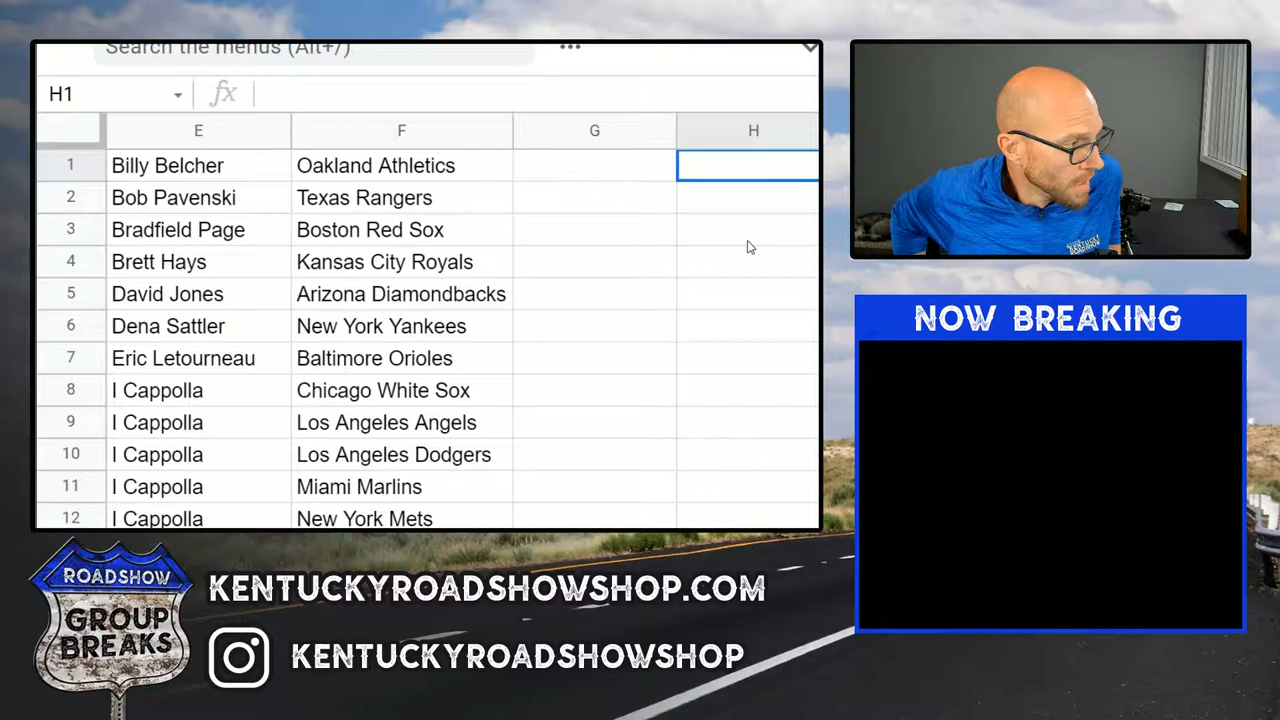 Search the menus (Alt+/)
H1
fx
E F G H
1 Billy Belcher Oakland Athletics
2 Bob Pavenski Texas Rangers
3 Bradfield Page Boston Red Sox
4 Brett Hays Kansas City Royals
5 David Jones Arizona Diamondbacks
6 Dena Sattler New York Yankees
7 Eric Letourneau Baltimore Orioles
8 I Cappolla Chicago White Sox
9 I Cappolla Los Angeles Angels
10 I Cappolla Los Angeles Dodgers
11 I Cappolla Miami Marlins
12 I Cappolla New York Mets
KENTUCKY
ROADSHOW
NOW BREAKING
ROADSHOW
GROUP
BREAKS
KENTUCKYROADSHOWSHOP.COM
KENTUCKYROADSHOWSHOP